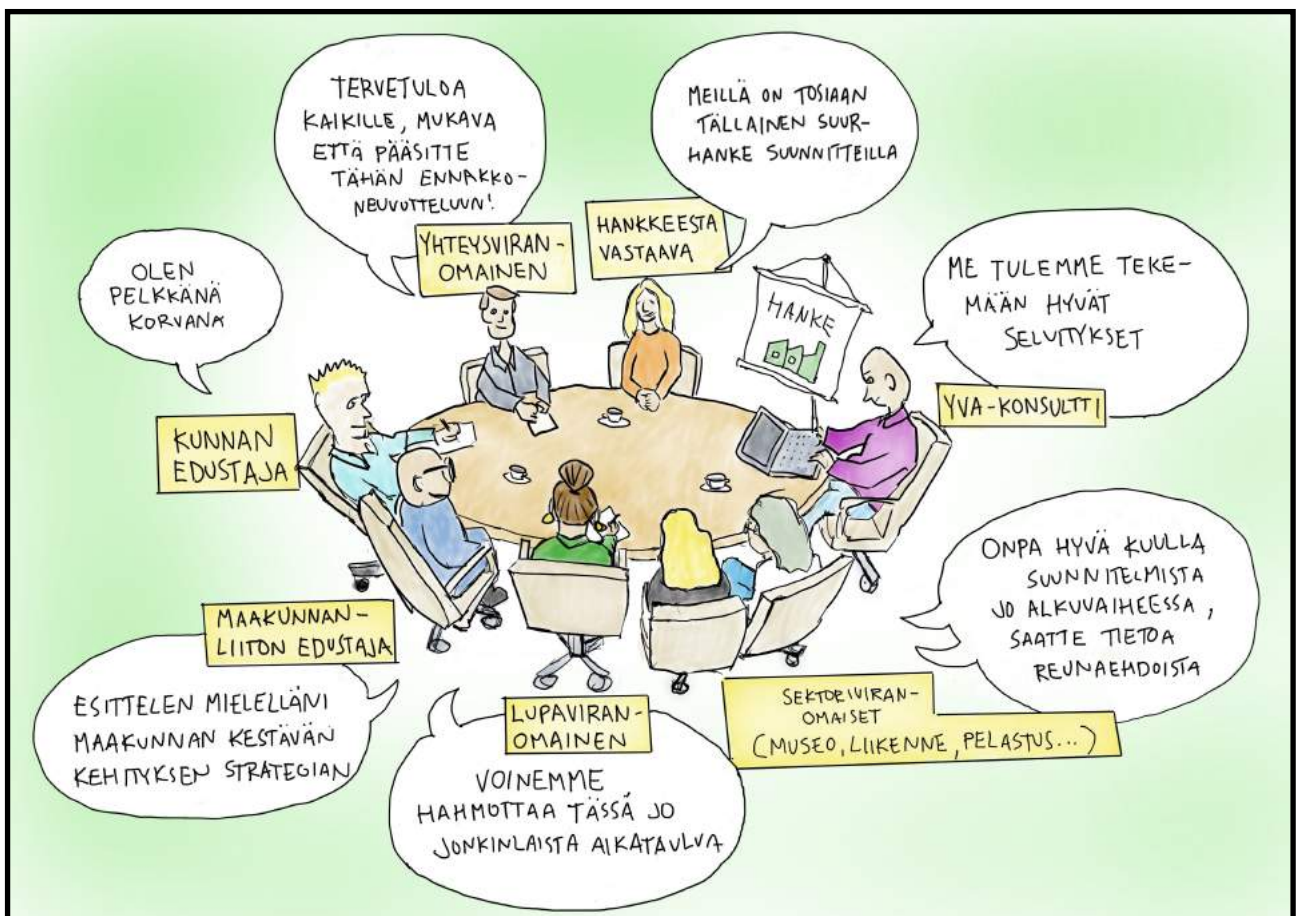 TERVETULOA
KAIKILLE, MUKAVA
ETTÄ PÄÄSITTE
TÄHÄN ENNAKKO-
NEUVOTTELUUN!
YHTEYSVIRAN-
OMAINEN
MEILLÄ ON TOSIAAN
TÄLLAINEN SUUR-
HANKE SUUNNITTEILLA
HANKKEESTA
VASTAAVA
HANKE
ME TULEMME TEKE-
MÄÄN HYVÄT
SELVITYKSET
YVA-KONSULTTI
OLEN
PELKKÄNÄ
KORVANA
KUNNAN
EDUSTAJA
ONPA HYVÄ KUULLA
SUUNNITELMISTA
JO ALKUVAIHEESSA,
SAATTE TIETOA
REUNAEHDOISTA
SEKTORIVIRAN-
OMAISET
(MUSEO, LIIKENNE, PELASTUS...)
MAAKUNNAN-
LIITON EDUSTAJA
ESITTELEN MIELELLÄNI
MAAKUNNAN KESTÄVÄN
KEHITYKSEN STRATEGIAN
LUPAVIRAN-
OMAINEN
VOINEMME
HAHMOTTAA TÄSSÄ JO
JONKINLAISTA AIKATAULUA